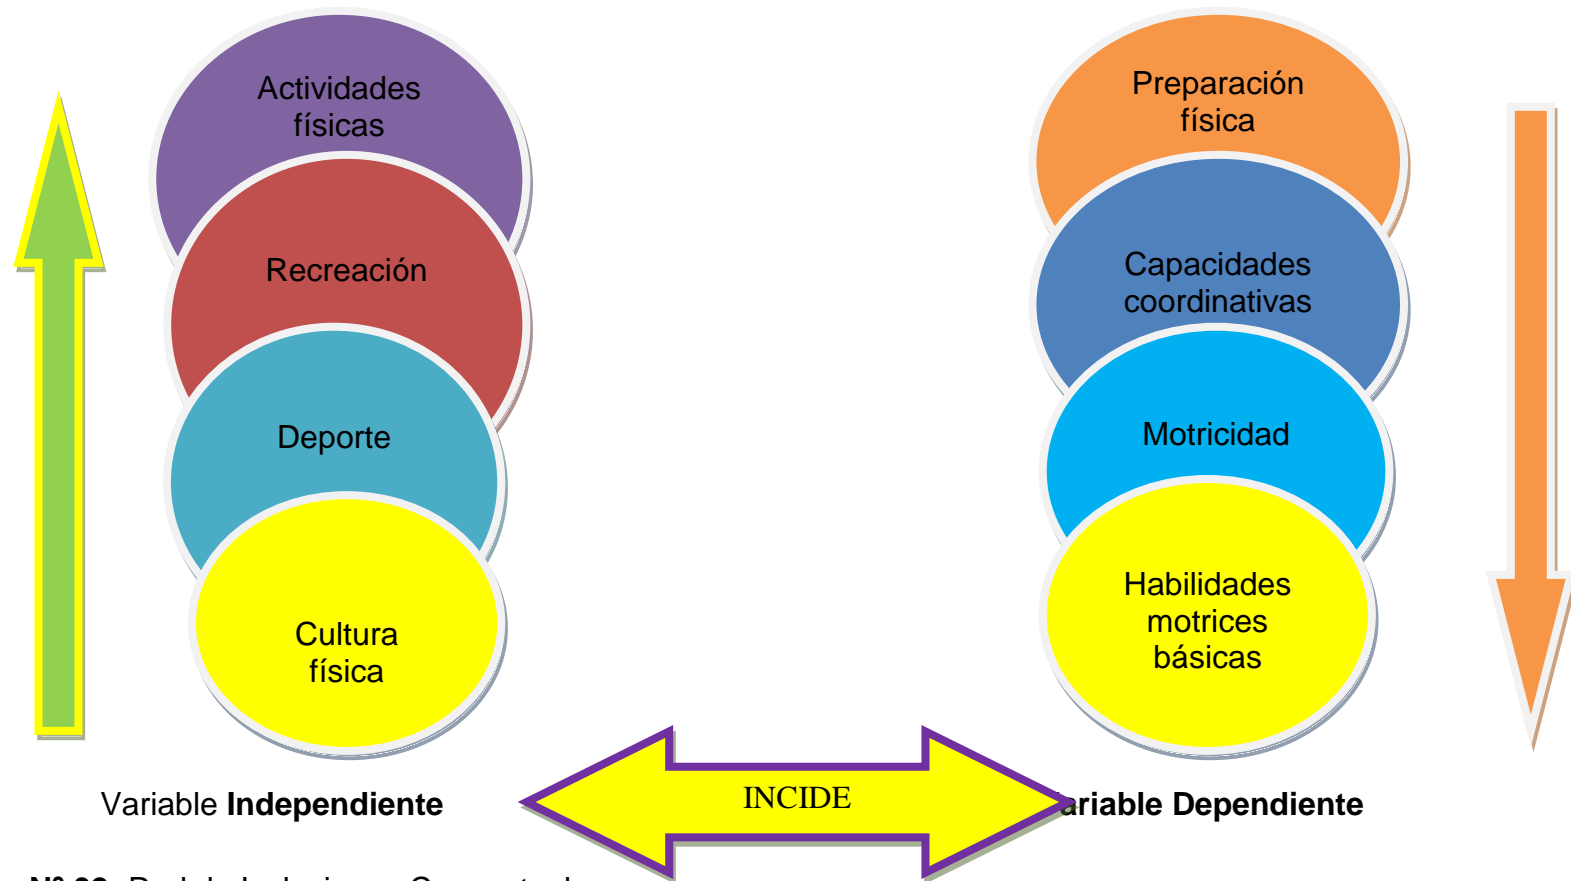 Actividades
físicas
Recreación
Deporte
Cultura
física
Preparación
física
Capacidades
coordinativas
Motricidad
Habilidades
motrices
básicas
INCIDE
Variable Independiente
ariable Dependiente